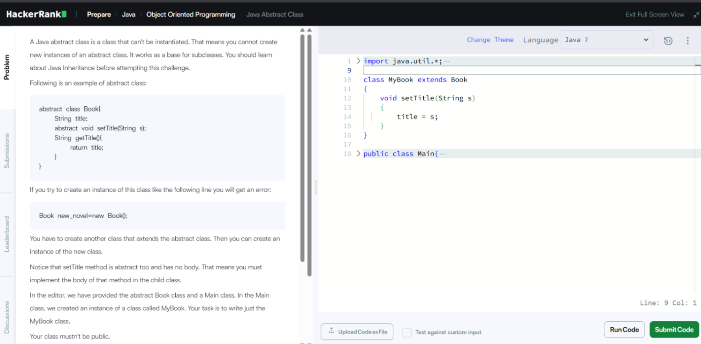 HackerRank
Prepare
Java
Object Oriented Programming
Java Abstract Class
Exit Full Screen View
Problem
Submissions
Leaderboard
Discussions
A Java abstract class is a class that can't be instantiated. That means you cannot create
new instances of an abstract class. It works as a base for subclasses. You should learn
about Java Inheritance before attempting this challenge.
Following is an example of abstract class:
abstract class Book{
String title;
abstract void setTitle(String s);
String getTitle(){
return title;
}
}
If you try to create an instance of this class like the following line you will get an error:
Book new_novel=new Book();
You have to create another class that extends the abstract class. Then you can create an
instance of the new class.
Notice that setTitle method is abstract too and has no body. That means you must
implement the body of that method in the child class.
In the editor, we have provided the abstract Book class and a Main class. In the Main
class, we created an instance of a class called MyBook. Your task is to write just the
MyBook class.
Your class mustn't be public.
Change Theme Language Java 7
1 import java.util.*;
9
10 class MyBook extends Book
11 {
12 void setTitle(String s)
13 {
14 title = s;
15 }
16 }
17
18 public class Main{
Line: 9 Col: 1
Upload Code as File
Test against custom input
Run Code
Submit Code